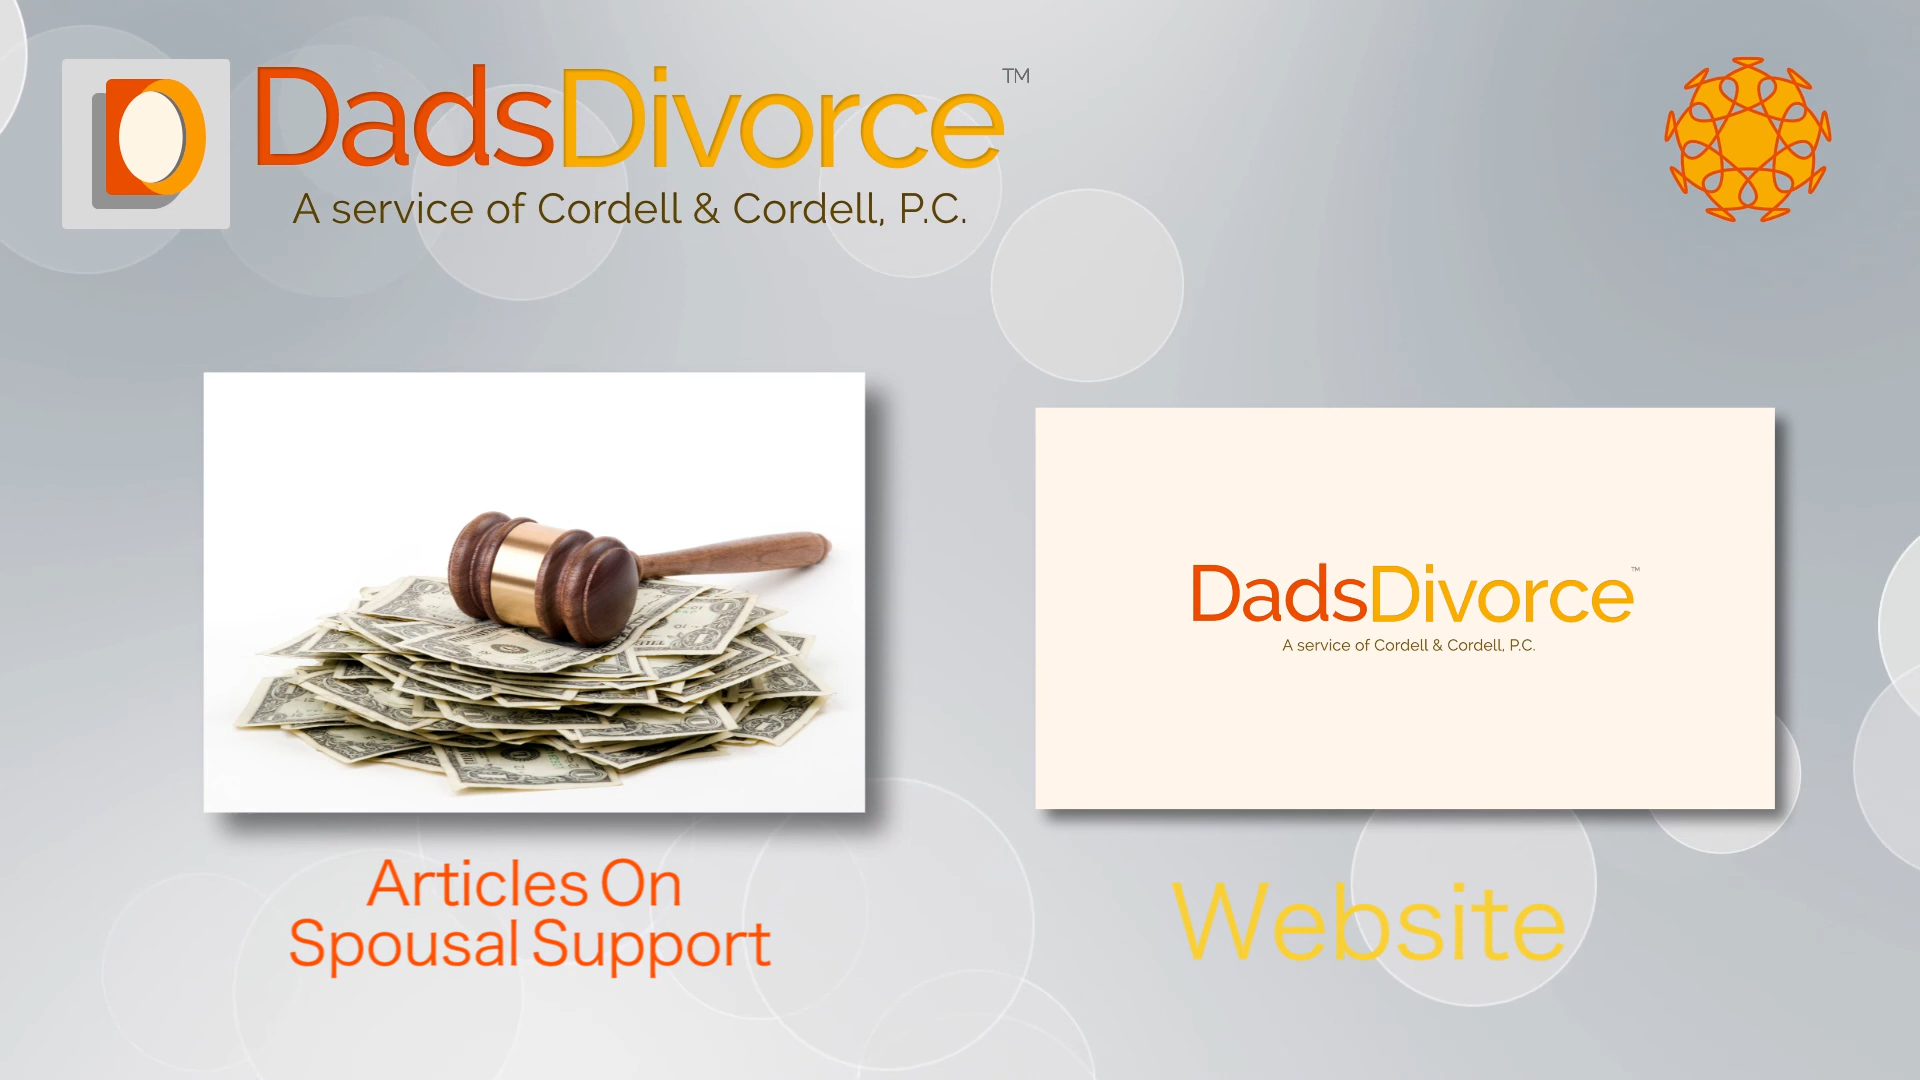 DadsDivorce™
A service of Cordell & Cordell, P.C.
DadsDivorce™
A service of Cordell & Cordell, P.C.
Articles On
Spousal Support
Website